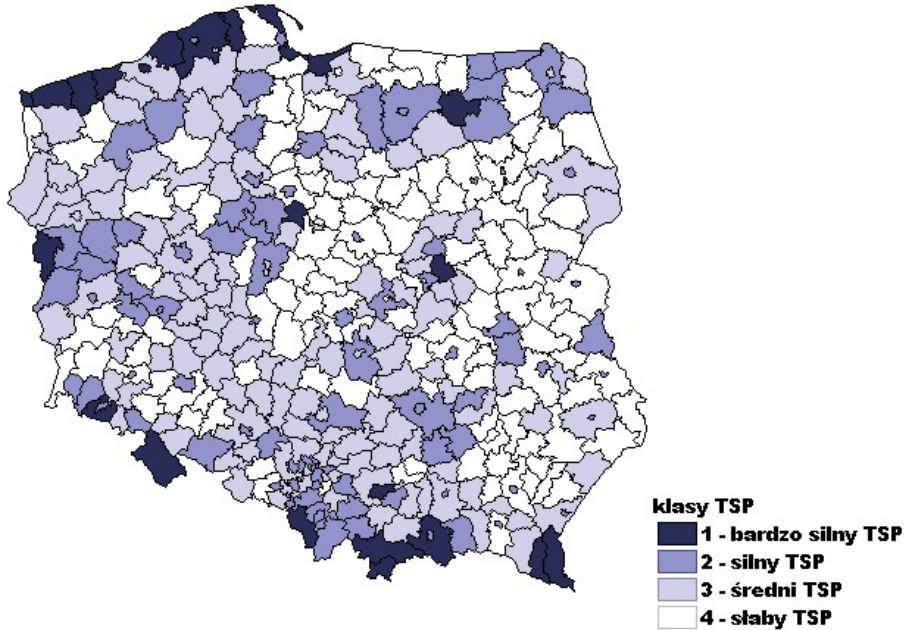 klasy TSP
1 - bardzo silny TSP
2 - silny TSP
3 - średni TSP
4 - słaby TSP